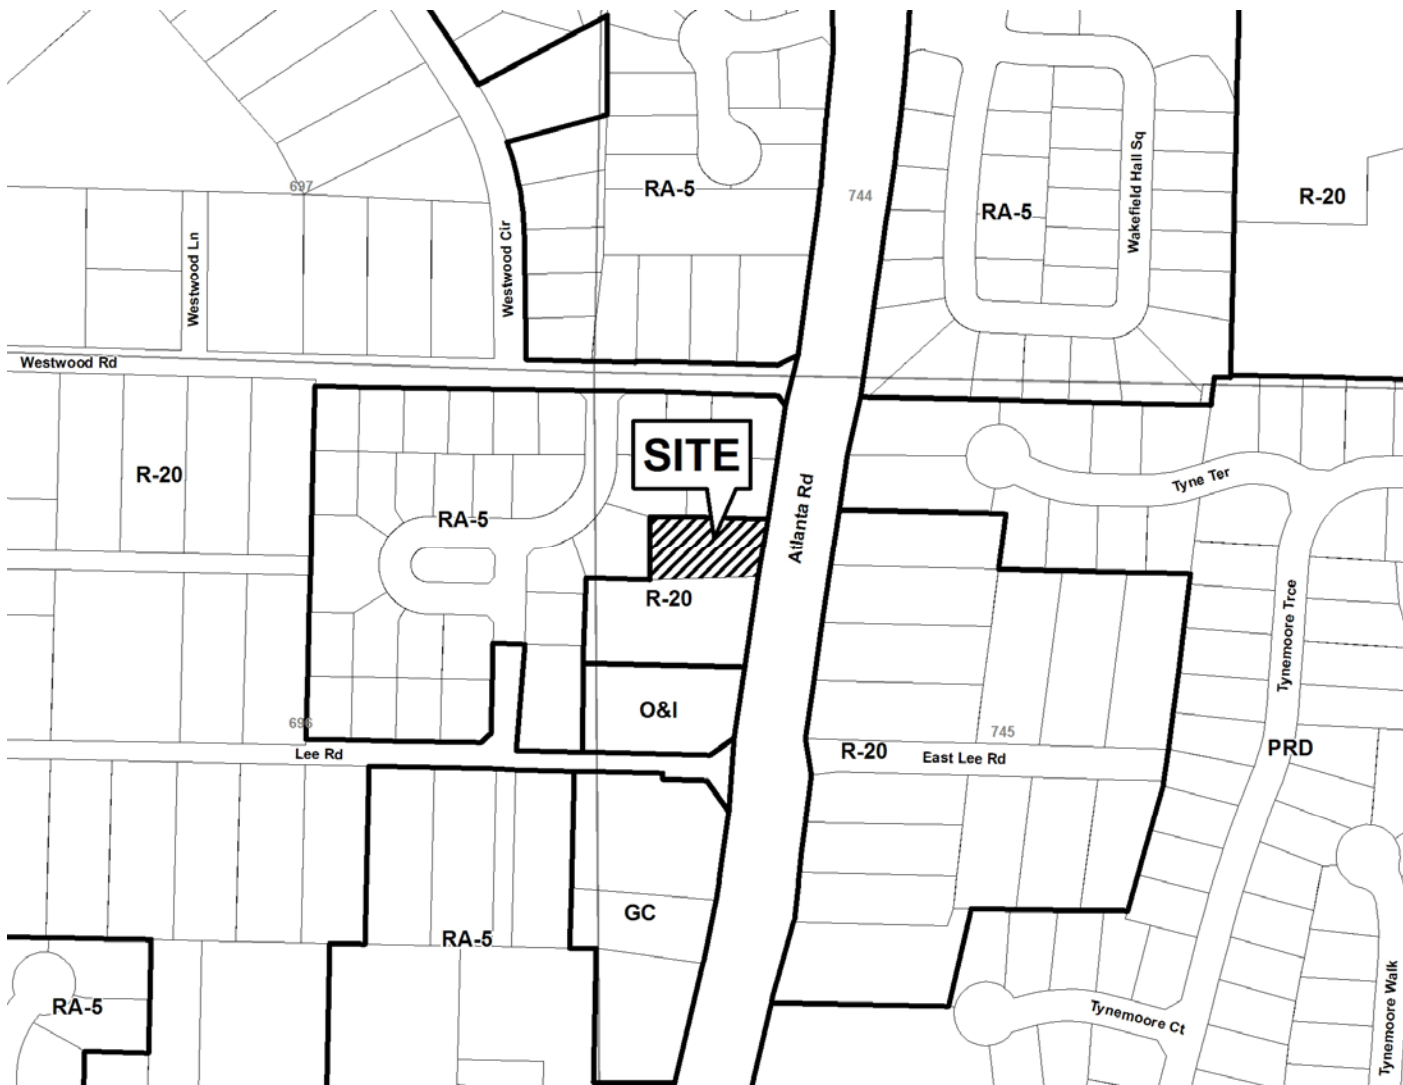 697
RA-5
744
RA-5
Wakefield Hall Sq
R-20
Westwood Ln
Westwood Cir
Westwood Rd
SITE
R-20
RA-5
Atlanta Rd
Tyne Ter
R-20
Tynemoore Trce
O&I
696
Lee Rd
R-20
745
East Lee Rd
PRD
GC
RA-5
RA-5
Tynemoore Ct
Tynemoore Walk